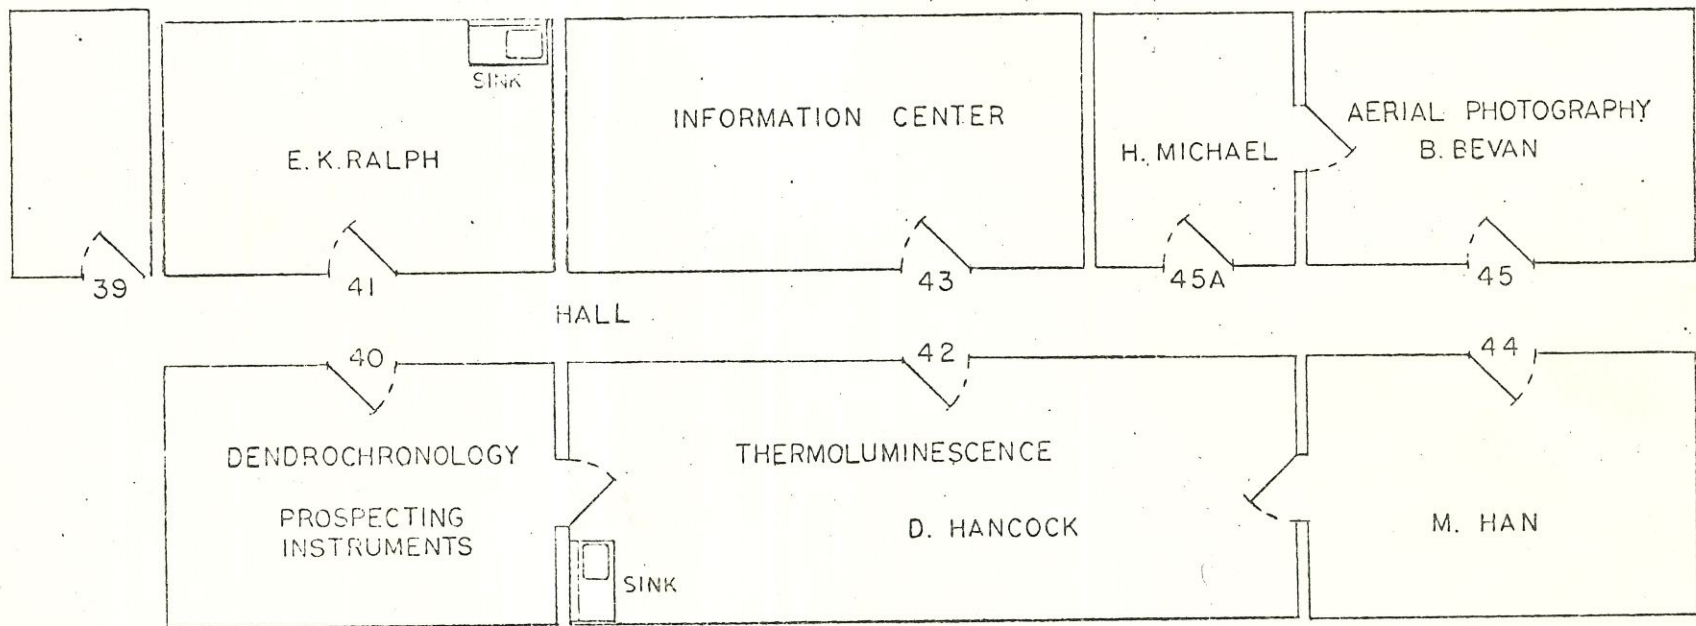 SINK
INFORMATION CENTER
AERIAL PHOTOGRAPHY
B. BEVAN
E.K.RALPH
H. MICHAEL
39
41
43
45A
45
HALL
40
42
44
DENDROCHRONOLOGY
PROSPECTING
INSTRUMENTS
THERMOLUMINESCENCE
D. HANCOCK
M. HAN
SINK